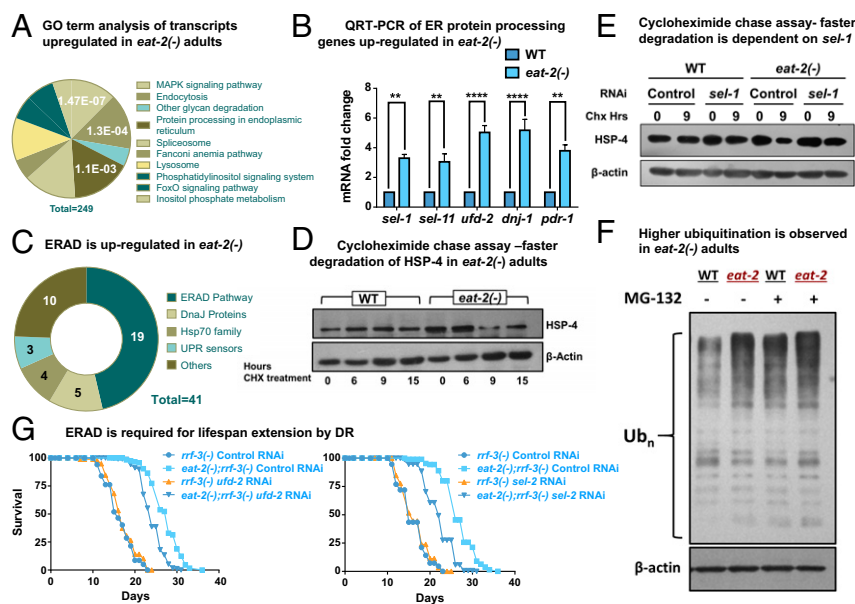 A GO term analysis of transcripts
upregulated in eat-2(-) adults
1.47E-07
1.3E-04
1.1E-03
Total=249
MAPK signaling pathway
Endocytosis
Other glycan degradation
Protein processing in endoplasmic
reticulum
Spliceosome
Fanconi anemia pathway
Lysosome
Phosphatidylinositol signaling system
FoxO signaling pathway
Inositol phosphate metabolism
B QRT-PCR of ER protein processing
genes up-regulated in eat-2(-)
WT
eat-2(-)
mRNA fold change
8
6
4
2
0
** ** **** **** **
sel-1 sel-11 ufd-2 dnj-1 pdr-1
C ERAD is up-regulated in eat-2(-)
10
19
3
4
5
ERAD Pathway
DnaJ Proteins
Hsp70 family
UPR sensors
Others
Total=41
D Cycloheximide chase assay –faster
degradation of HSP-4 in eat-2(-) adults
WT eat-2(-)
HSP-4
β-Actin
Hours
CHX treatment
0 6 9 15 0 6 9 15
E Cycloheximide chase assay- faster
degradation is dependent on sel-1
WT eat-2(-)
RNAi Control sel-1 Control sel-1
Chx Hrs 0 9 0 9 0 9 0 9
HSP-4
β-actin
F Higher ubiquitination is observed
in eat-2(-) adults
WT eat-2 WT eat-2
MG-132 - - + +
Ubn
β-actin
G ERAD is required for lifespan extension by DR
Survival
100
75
50
25
0
0 10 20 30 40
Days
rrf-3(-) Control RNAi
eat-2(-);rrf-3(-) Control RNAi
rrf-3(-) ufd-2 RNAi
eat-2(-);rrf-3(-) ufd-2 RNAi
100
75
50
25
0
0 10 20 30 40
Days
rrf-3(-) Control RNAi
eat-2(-);rrf-3(-) Control RNAi
rrf-3(-) sel-2 RNAi
eat-2(-);rrf-3(-) sel-2 RNAi